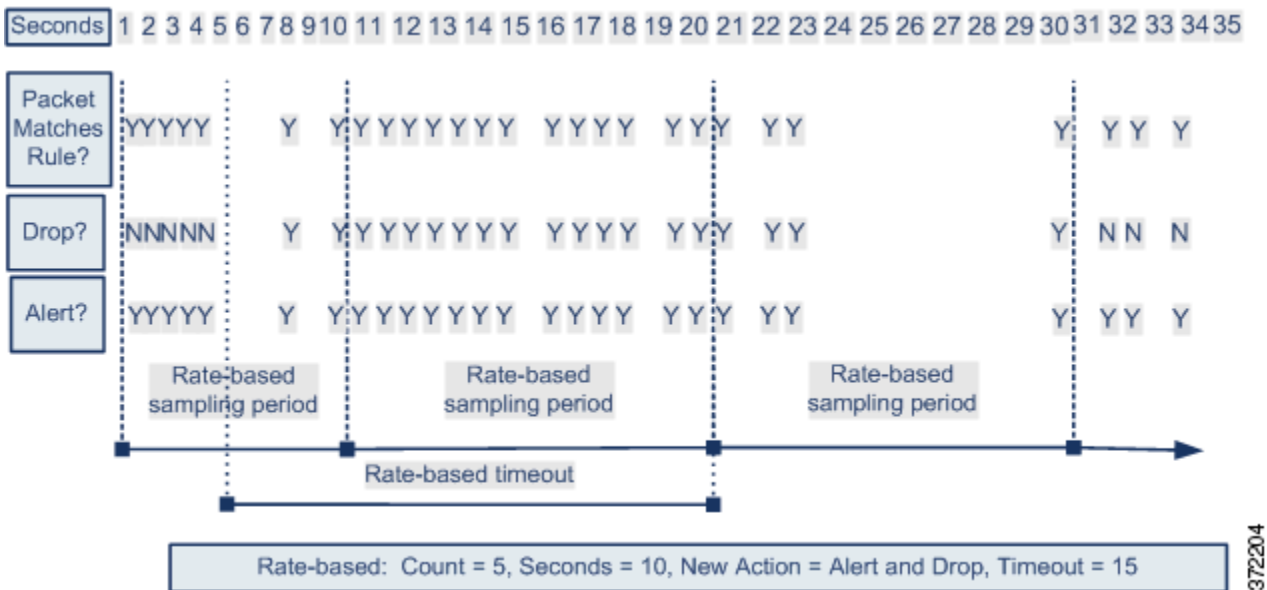 Seconds 1 2 3 4 5 6 7 8 9 10 11 12 13 14 15 16 17 18 19 20 21 22 23 24 25 26 27 28 29 30 31 32 33 34 35
Packet
Matches
Rule?
YYYYY Y Y Y Y Y Y Y Y Y Y Y Y Y Y Y Y Y Y Y Y Y Y
Drop?
NNNNN Y Y Y Y Y Y Y Y Y Y Y Y Y Y Y Y Y Y Y N N N
Alert?
YYYYY Y Y Y Y Y Y Y Y Y Y Y Y Y Y Y Y Y Y Y Y Y Y
Rate-based
sampling period
Rate-based
sampling period
Rate-based
sampling period
Rate-based timeout
Rate-based: Count = 5, Seconds = 10, New Action = Alert and Drop, Timeout = 15
372204